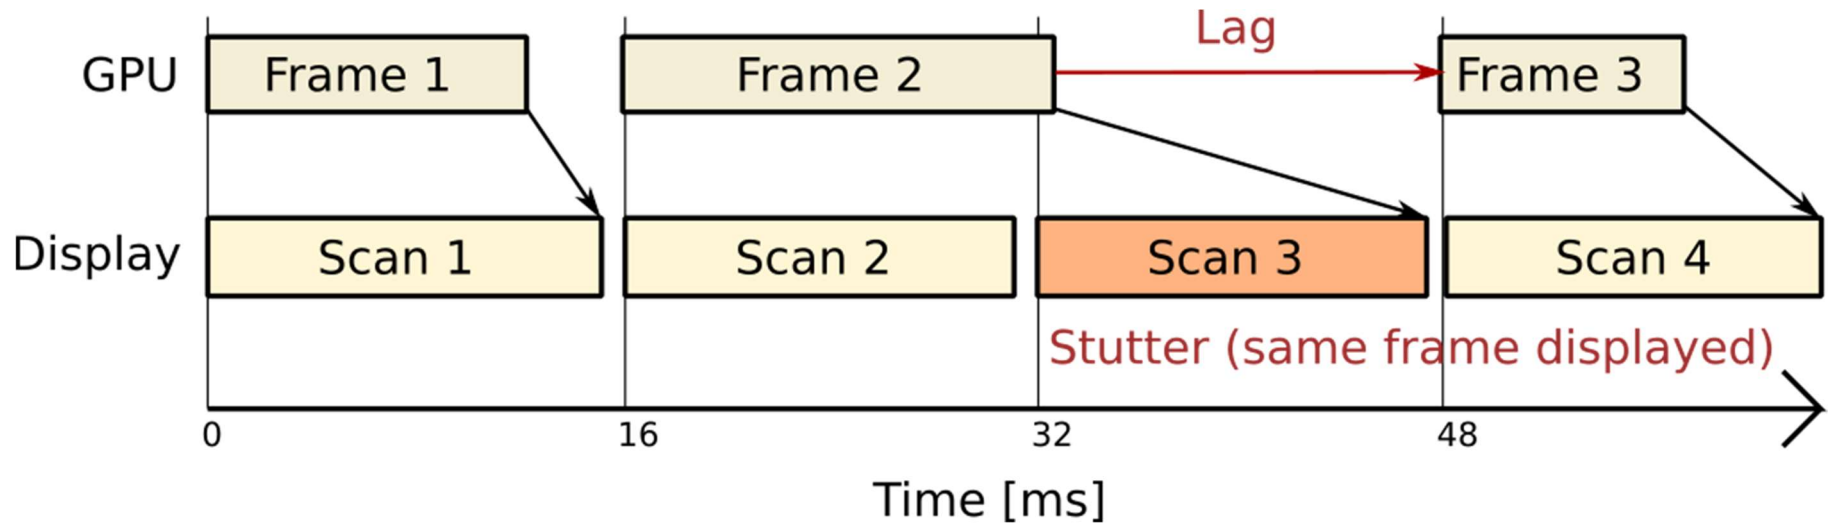 Lag
GPU Frame 1 Frame 2 Frame 3
Display Scan 1 Scan 2 Scan 3 Scan 4
Stutter (same frame displayed)
0 16 32 48
Time [ms]